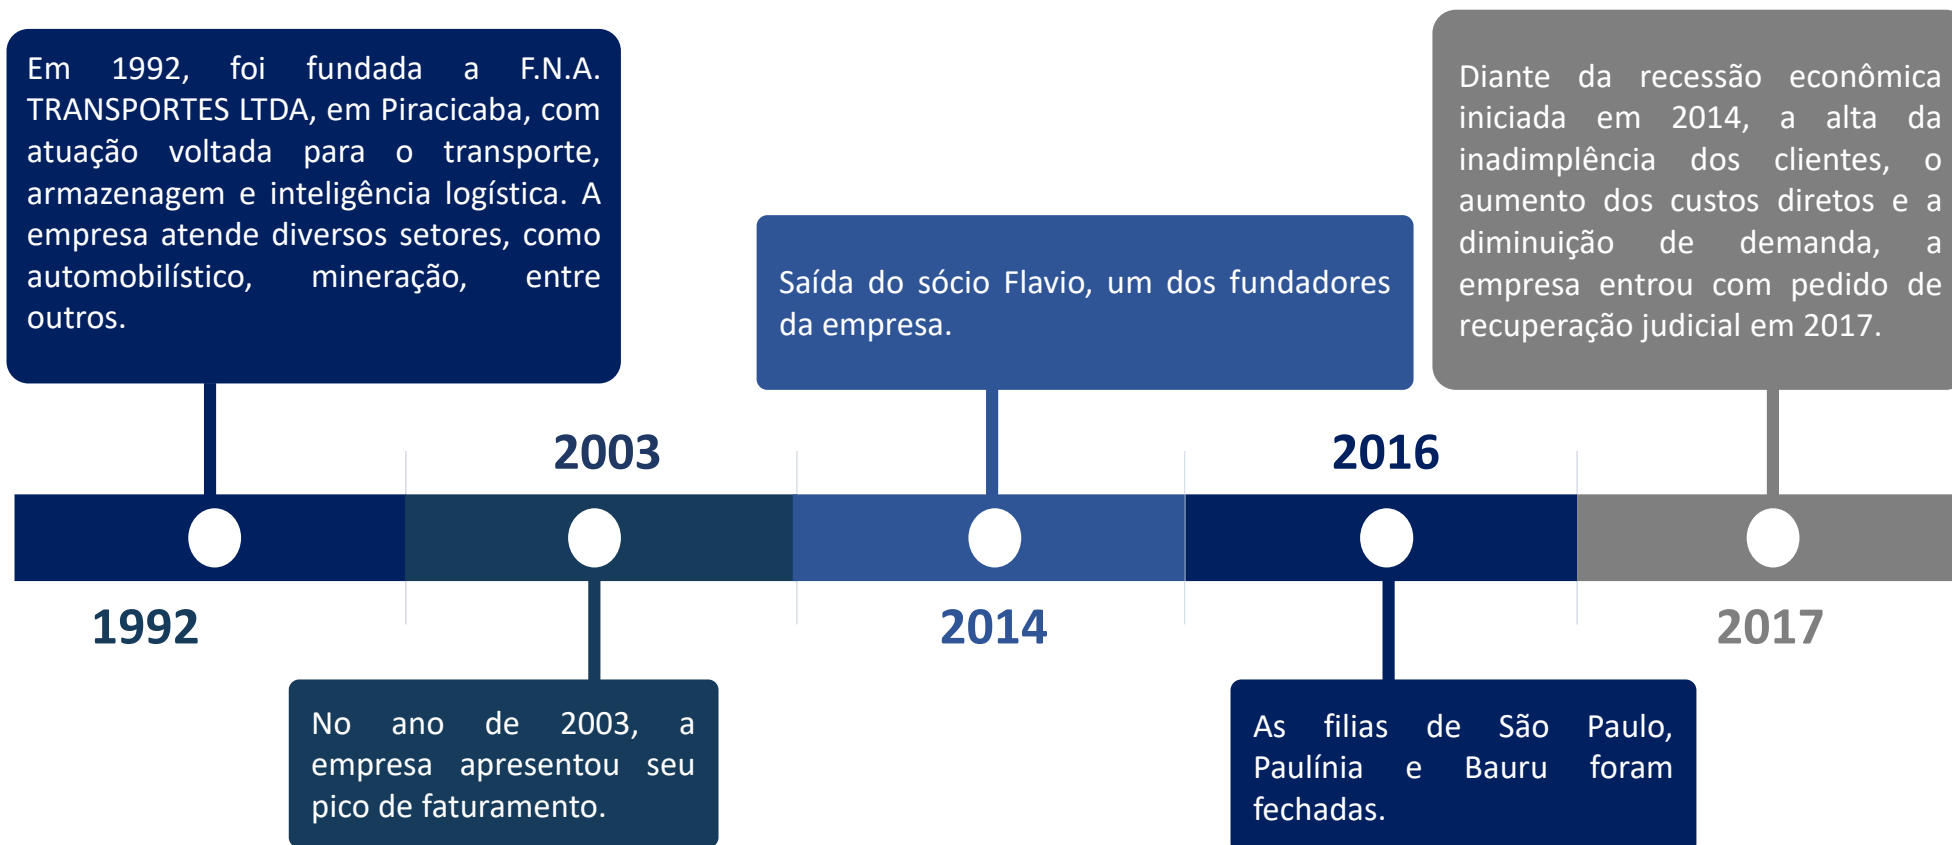 Em 1992, foi fundada a F.N.A.
TRANSPORTES LTDA, em Piracicaba, com
atuação voltada para o transporte,
armazenagem e inteligência logística. A
empresa atende diversos setores, como
automobilístico, mineração, entre
outros.
1992
2003
No ano de 2003, a
empresa apresentou seu
pico de faturamento.
Saída do sócio Flavio, um dos fundadores
da empresa.
2014
2016
As filias de São Paulo,
Paulínia e Bauru foram
fechadas.
Diante da recessão econômica
iniciada em 2014, a alta da
inadimplência dos clientes, o
aumento dos custos diretos e a
diminuição de demanda, a
empresa entrou com pedido de
recuperação judicial em 2017.
2017